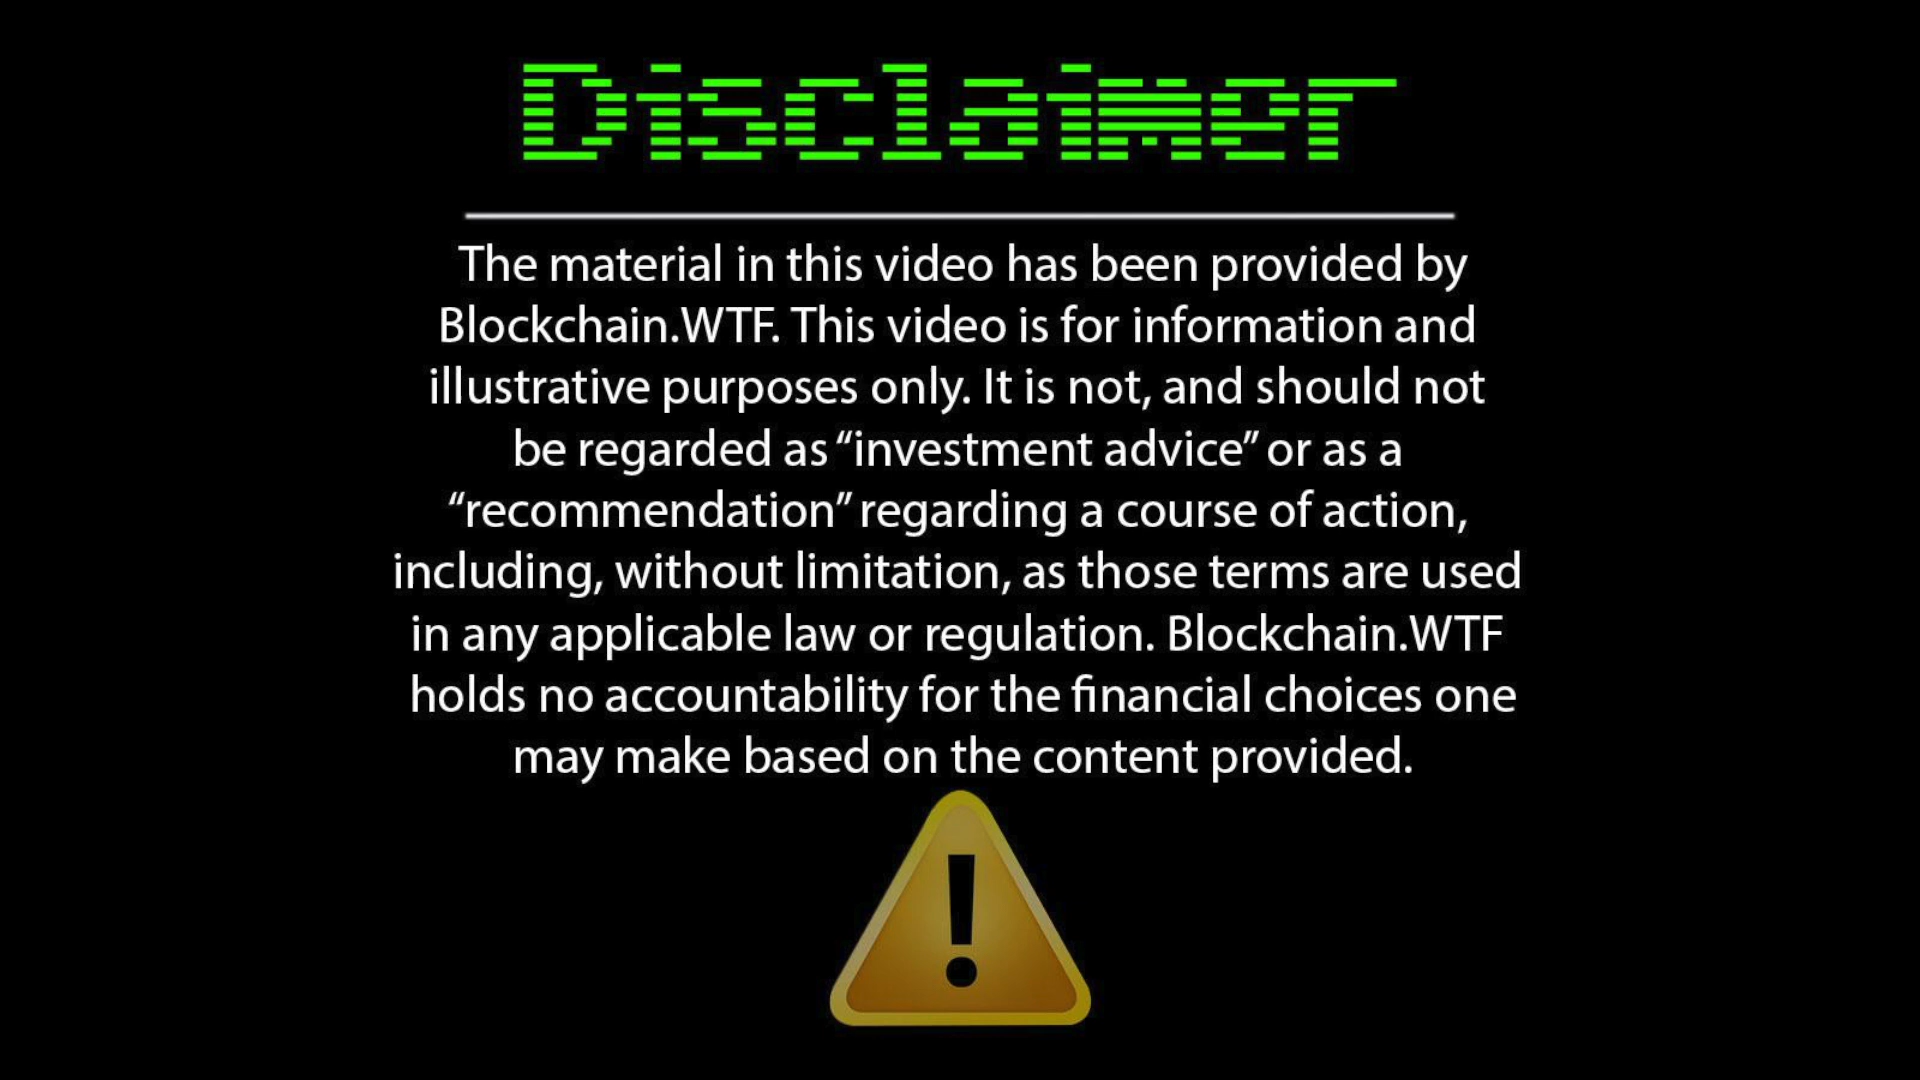 Disclaimer
The material in this video has been provided by
Blockchain.WTF. This video is for information and
illustrative purposes only. It is not, and should not
be regarded as “investment advice” or as a
“recommendation” regarding a course of action,
including, without limitation, as those terms are used
in any applicable law or regulation. Blockchain.WTF
holds no accountability for the financial choices one
may make based on the content provided.
!